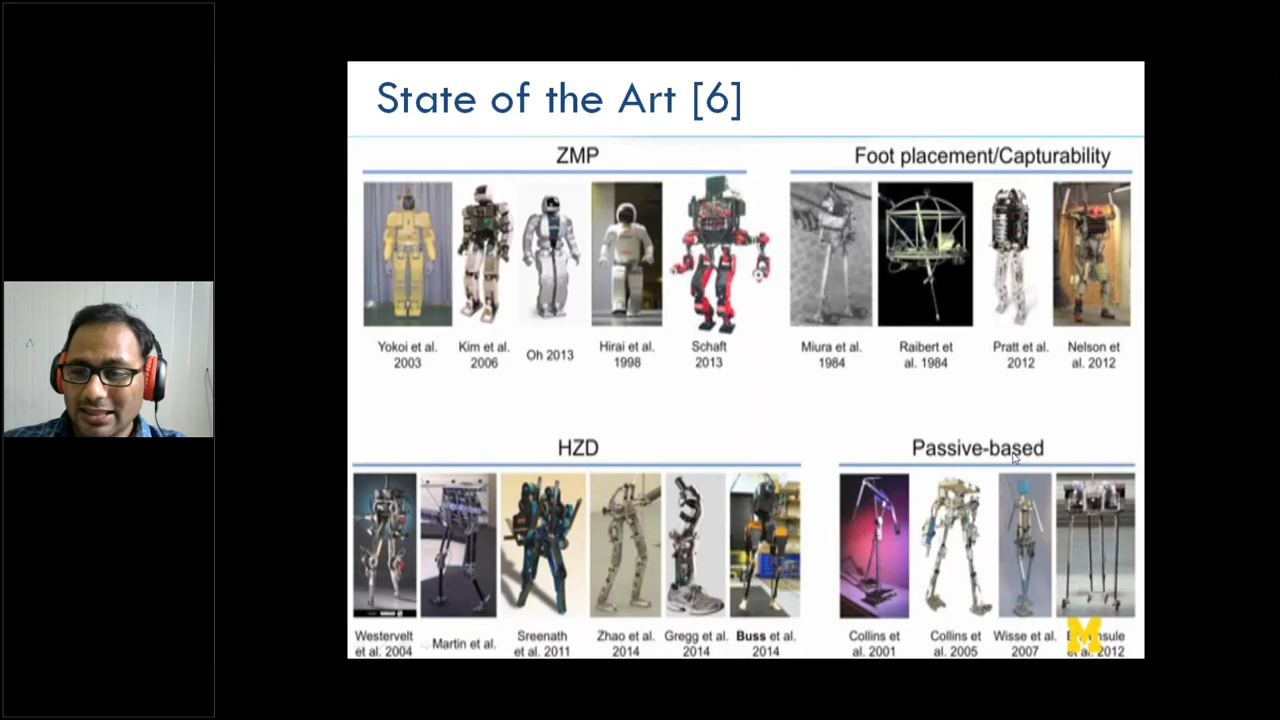 State of the Art [6]
ZMP
Foot placement/Capturability
Yokoi et al.
2003
Kim et al.
2006
Oh 2013
Hirai et al.
1998
Schaft
2013
Miura et al.
1984
Raibert et
al. 1984
Pratt et al.
2012
Nelson et
al. 2012
HZD
Passive-based
Westervelt
et al. 2004
Martin et al.
Sreenath
et al. 2011
Zhao et al.
2014
Gregg et al.
2014
Buss et al.
2014
Collins et
al. 2001
Collins et
al. 2005
Wisse et al.
2007
et al. 2012
M